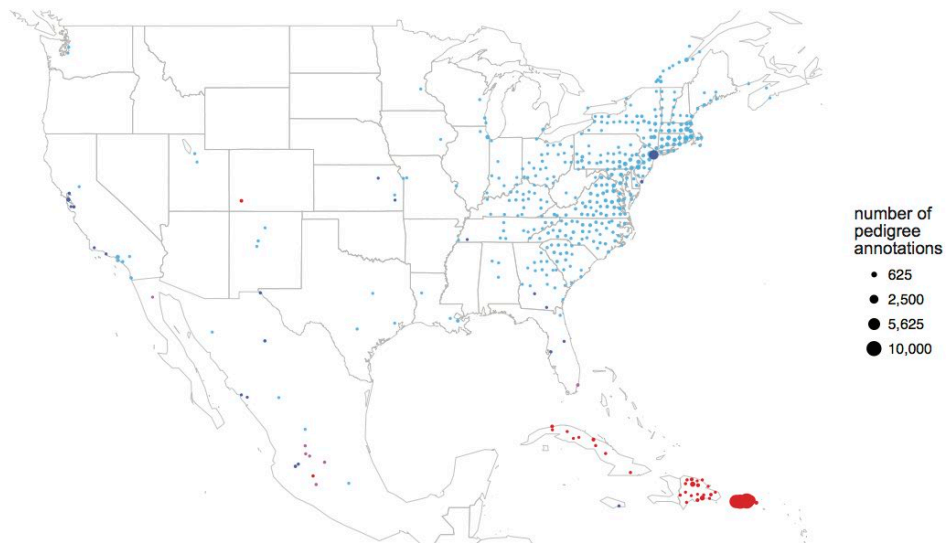 number of
pedigree
annotations
625
2,500
5,625
10,000